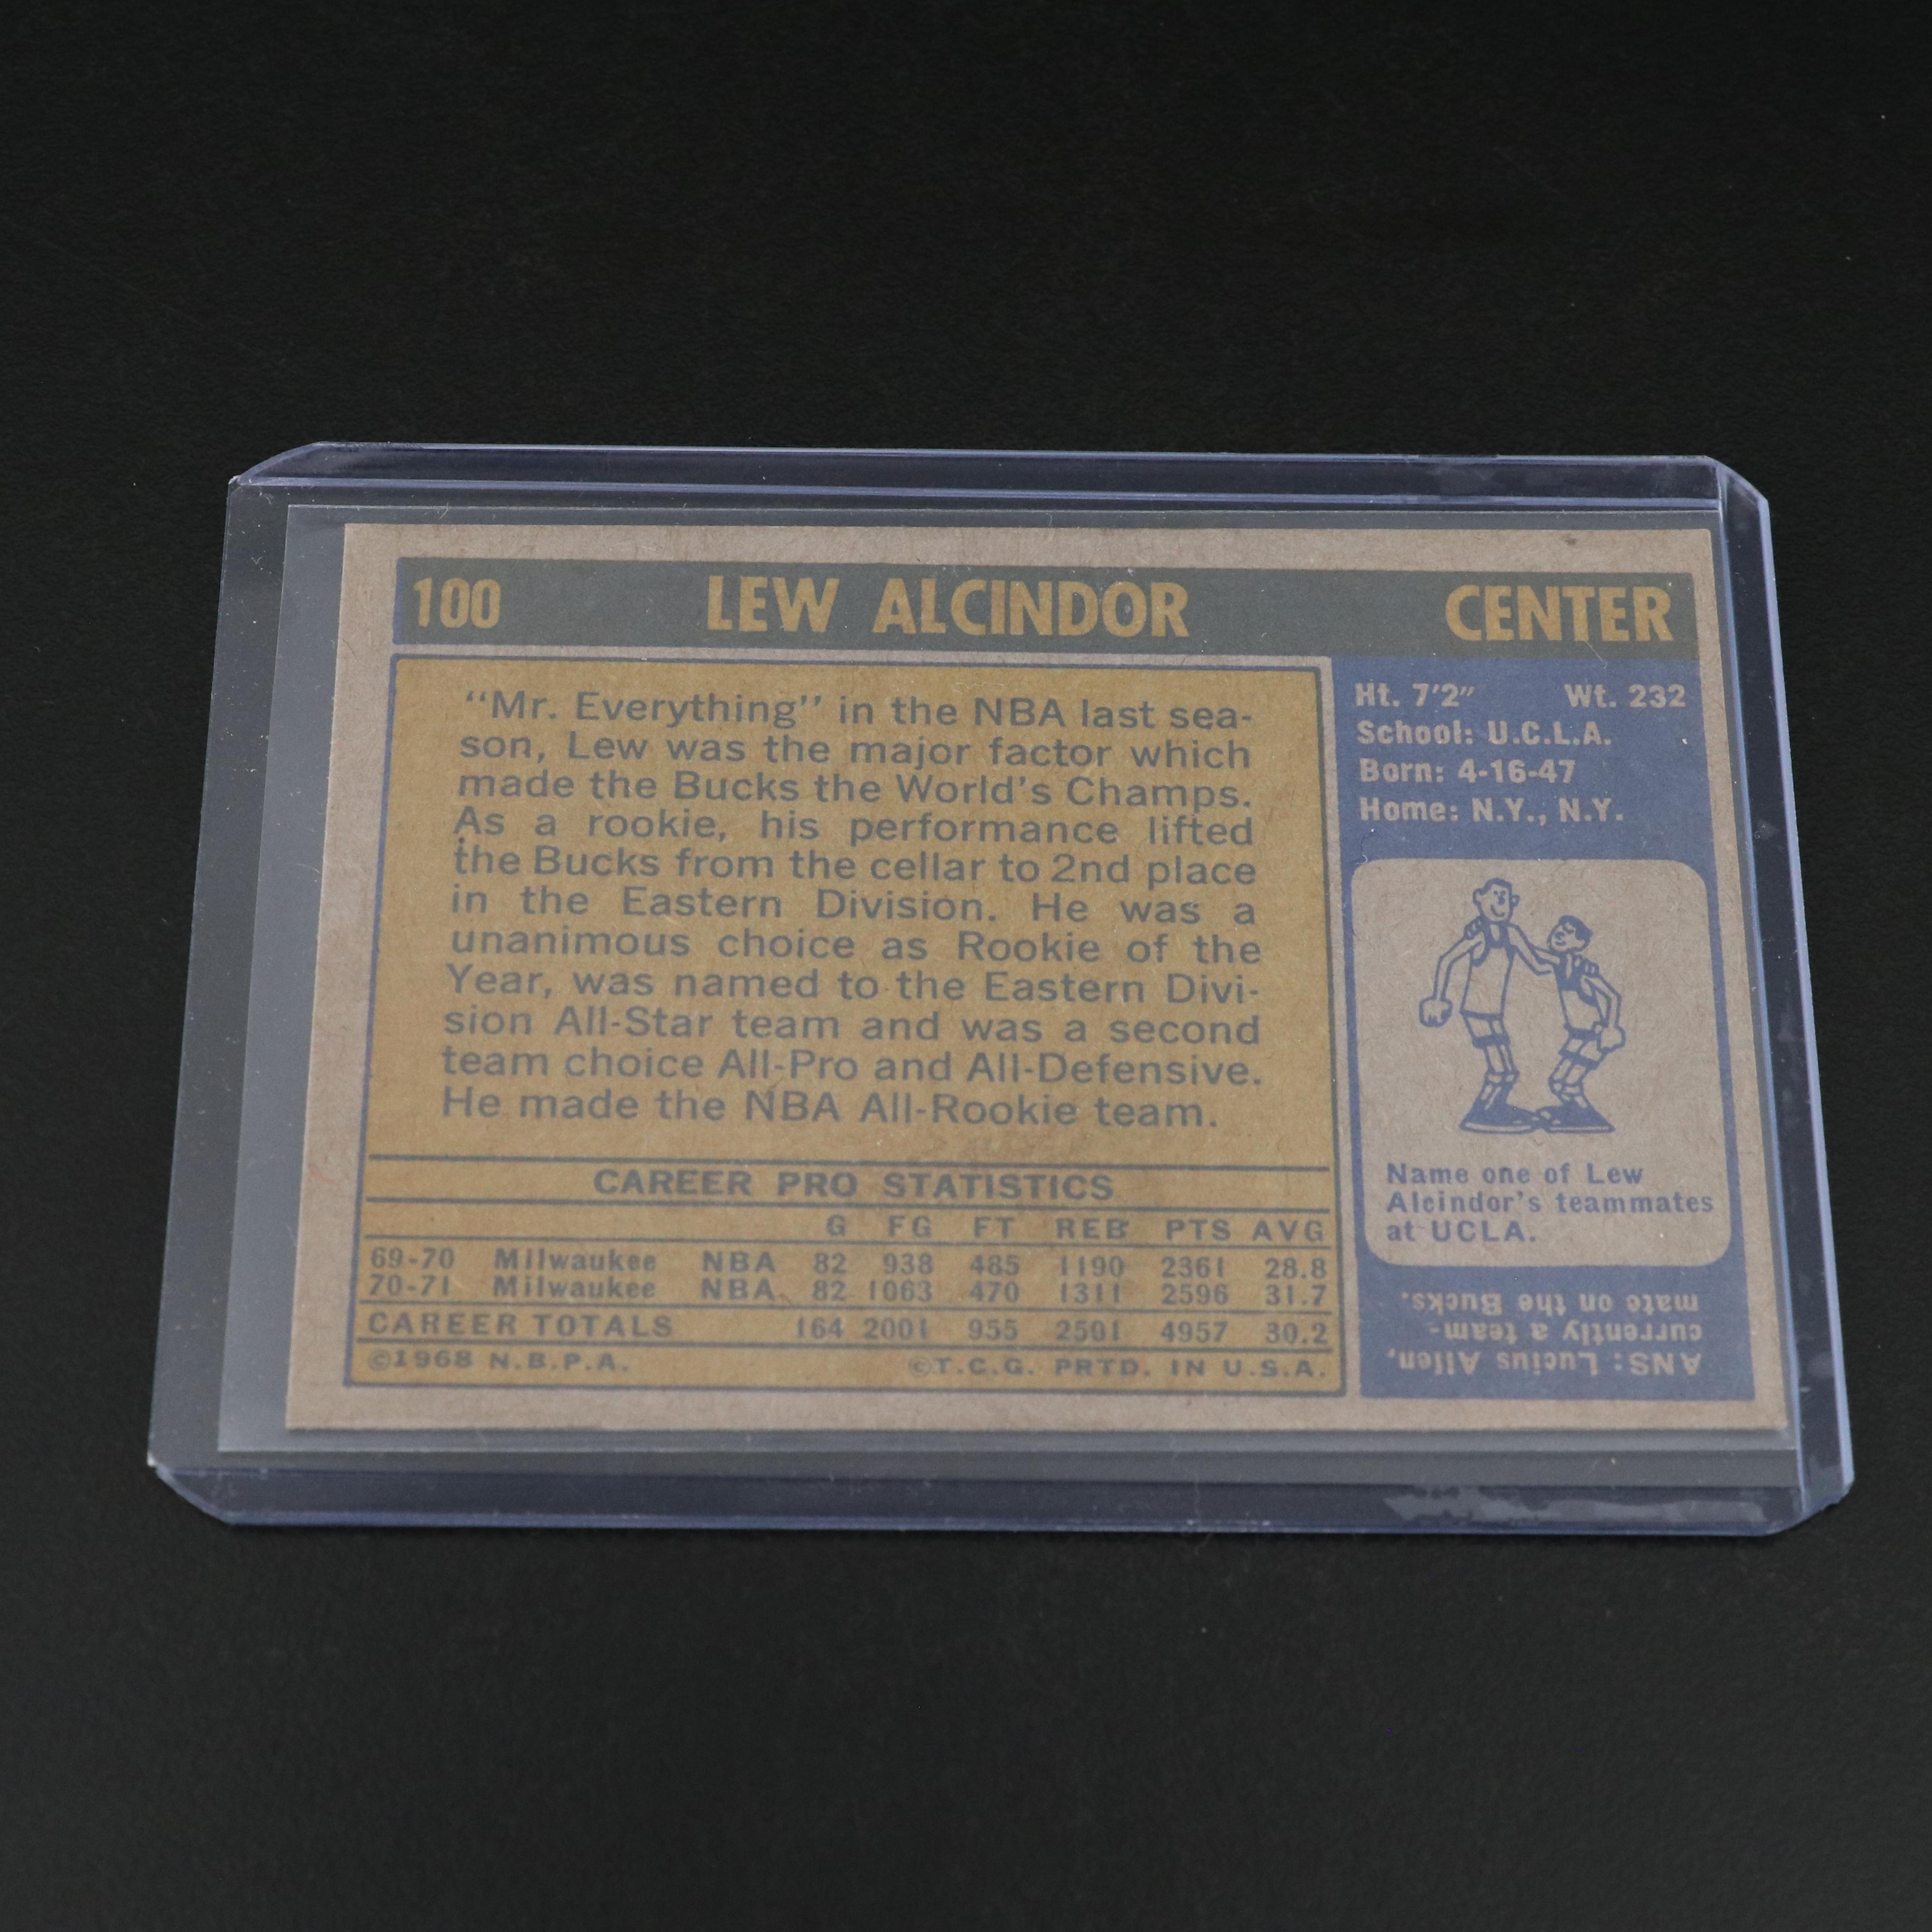 100 LEW ALCINDOR CENTER
"Mr. Everything" in the NBA last sea-
son, Lew was the major factor which
made the Bucks the World's Champs.
As a rookie, his performance lifted
the Bucks from the cellar to 2nd place
in the Eastern Division. He was a
unanimous choice as Rookie of the
Year, was named to the Eastern Divi-
sion All-Star team and was a second
team choice All-Pro and All-Defensive.
He made the NBA All-Rookie team.
CAREER PRO STATISTICS
G FG FT REB PTS AVG
69-70 Milwaukee NBA 82 938 485 1190 2361 28.8
70-71 Milwaukee NBA 82 1063 470 1311 2596 31.7
CAREER TOTALS 164 2001 955 2501 4957 30.2
©1968 N.B.P.A. ©T.C.G. PRTD. IN U.S.A.
Ht. 7'2" Wt. 232
School: U.C.L.A.
Born: 4-16-47
Home: N.Y., N.Y.
Name one of Lew
Alcindor's teammates
at UCLA.
ANS: Lucius Allen,
currently a team-
mate on the Bucks.